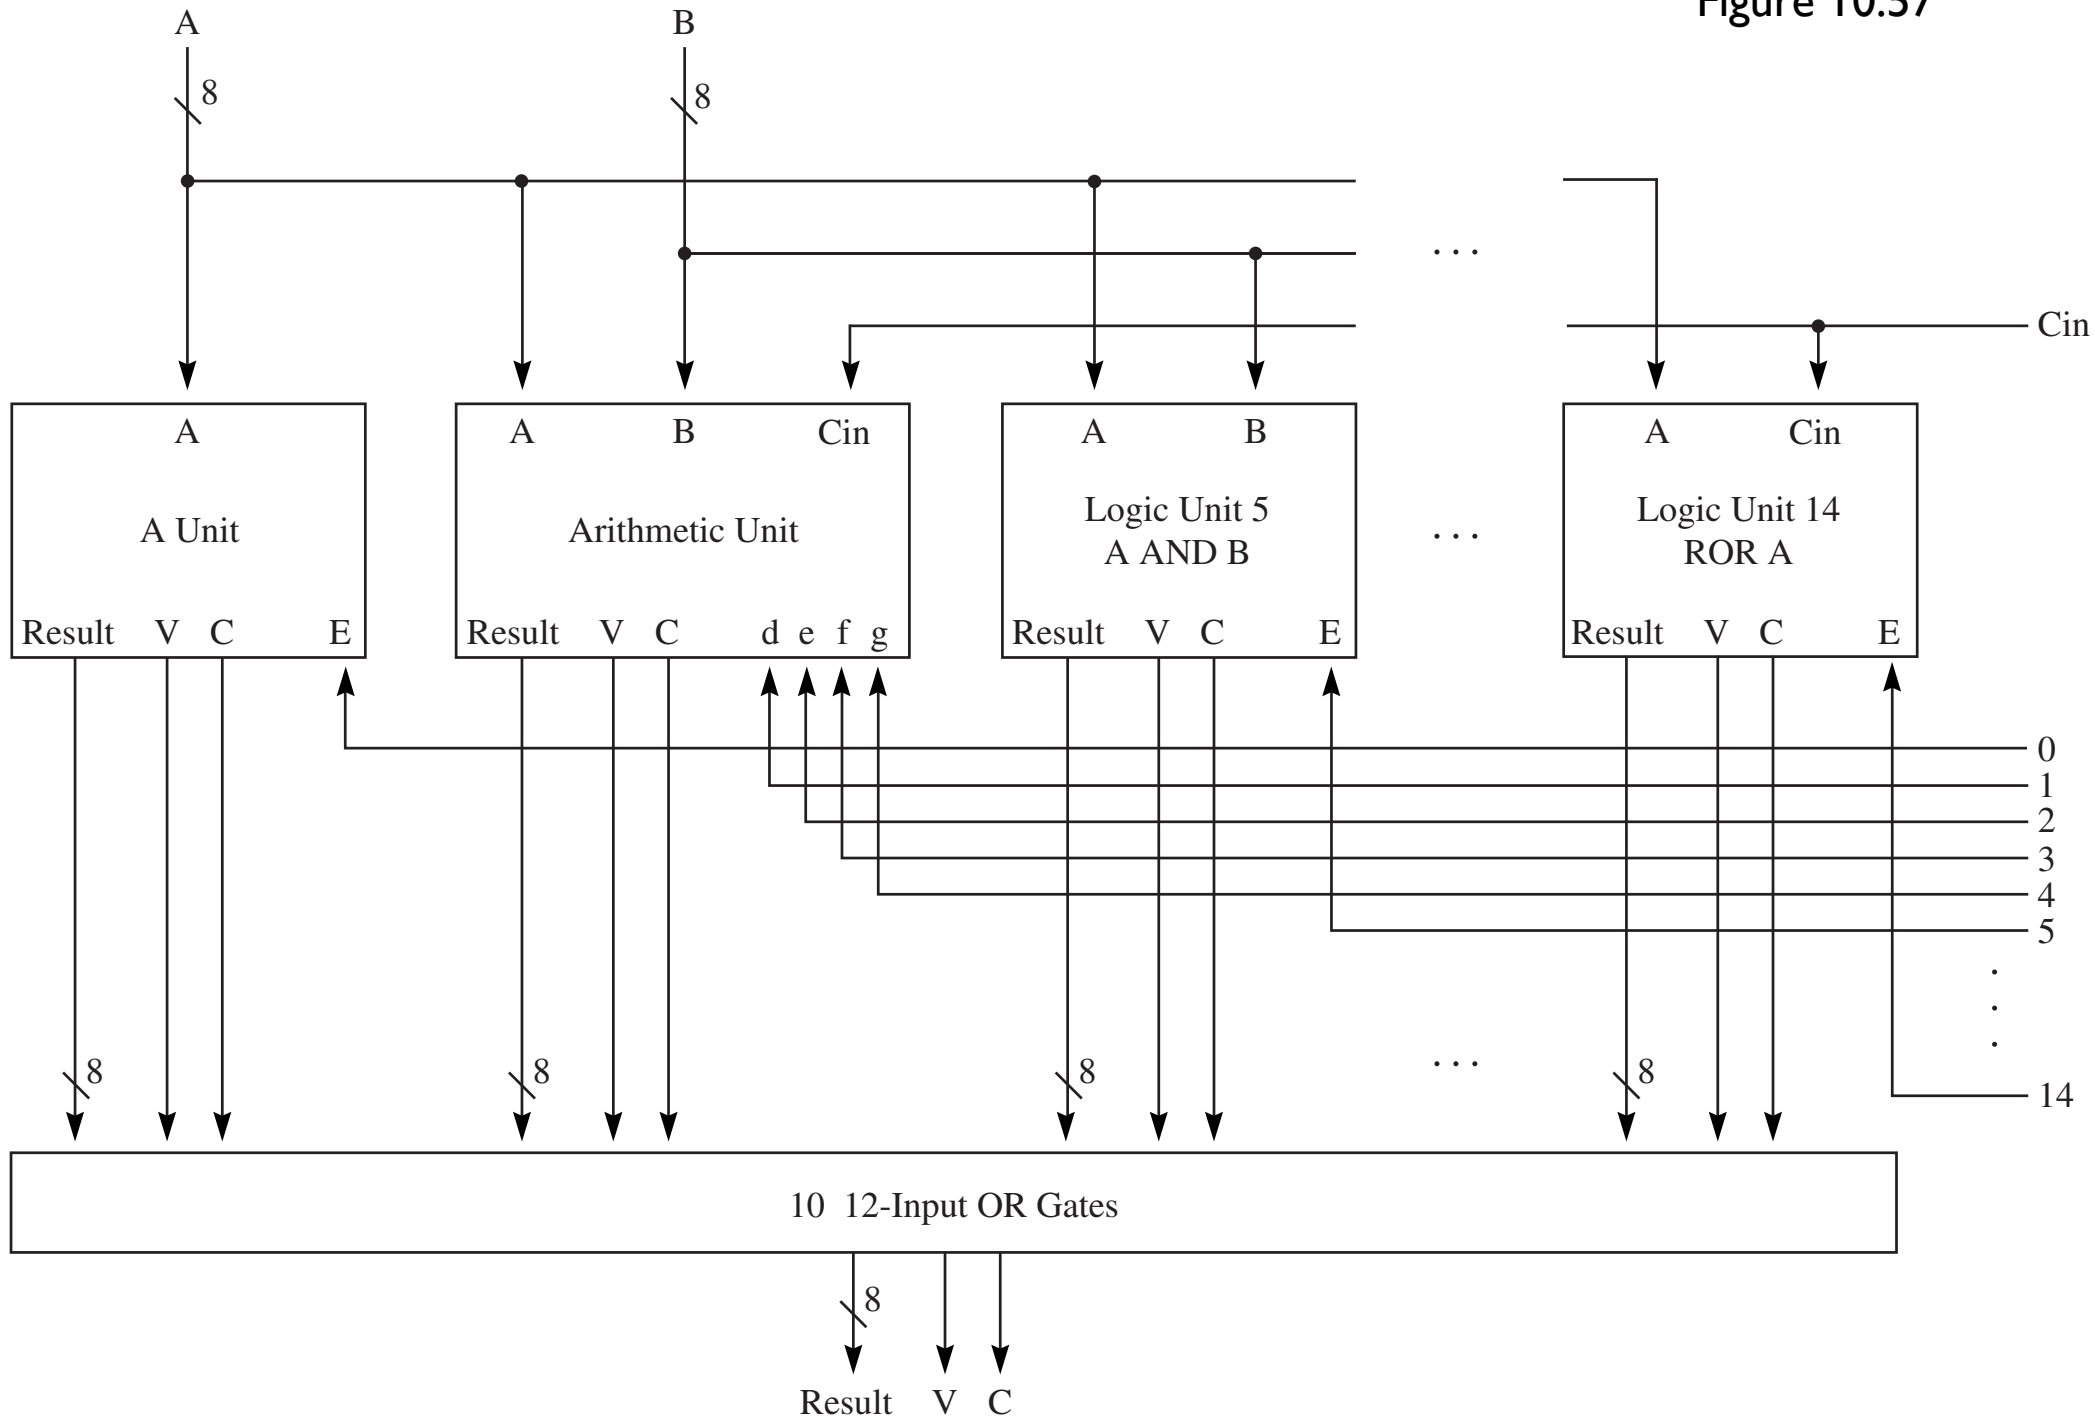 Figure 10.57
A B
8 8
Cin
A A B Cin A B A Cin
A Unit Arithmetic Unit Logic Unit 5 A AND B Logic Unit 14 ROR A
Result V C E Result V C d e f g Result V C E Result V C E
0
1
2
3
4
5
8 8 8 8
14
10 12-Input OR Gates
8
Result V C